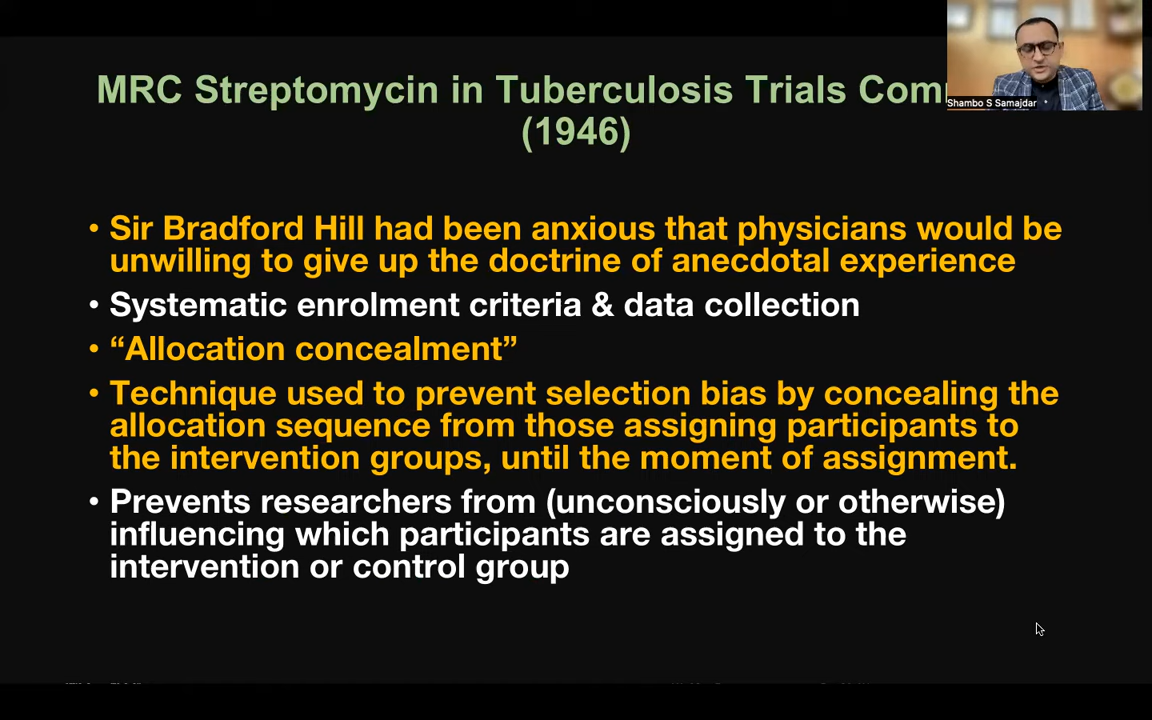 MRC Streptomycin in Tuberculosis Trials Com
(1946)
Shambo S Samajdar
• Sir Bradford Hill had been anxious that physicians would be
unwilling to give up the doctrine of anecdotal experience
• Systematic enrolment criteria & data collection
• “Allocation concealment”
• Technique used to prevent selection bias by concealing the
allocation sequence from those assigning participants to
the intervention groups, until the moment of assignment.
• Prevents researchers from (unconsciously or otherwise)
influencing which participants are assigned to the
intervention or control group